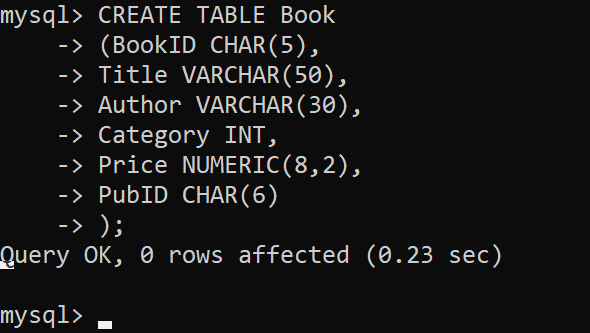 mysql> CREATE TABLE Book
    -> (BookID CHAR(5),
    -> Title VARCHAR(50),
    -> Author VARCHAR(30),
    -> Category INT,
    -> Price NUMERIC(8,2),
    -> PubID CHAR(6)
    -> );
Query OK, 0 rows affected (0.23 sec)
mysql>